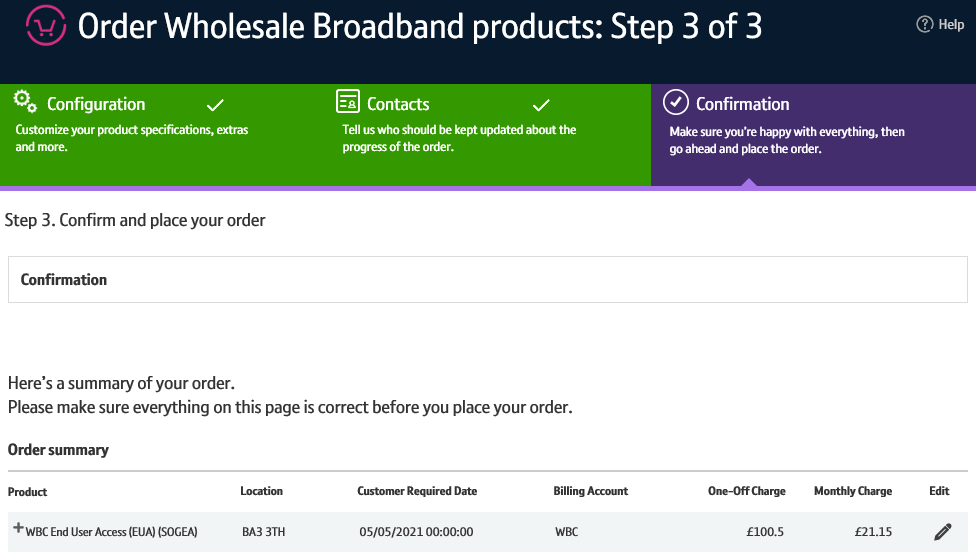 Order Wholesale Broadband products: Step 3 of 3
Help
Configuration
Customize your product specifications, extras
and more.
Contacts
Tell us who should be kept updated about the
progress of the order.
Confirmation
Make sure you're happy with everything, then
go ahead and place the order.
Step 3. Confirm and place your order
Confirmation
Here's a summary of your order.
Please make sure everything on this page is correct before you place your order.
Order summary
Product Location Customer Required Date Billing Account One-Off Charge Monthly Charge Edit
WBC End User Access (EUA) (SOGEA) BA3 3TH 05/05/2021 00:00:00 WBC £100.5 £21.15